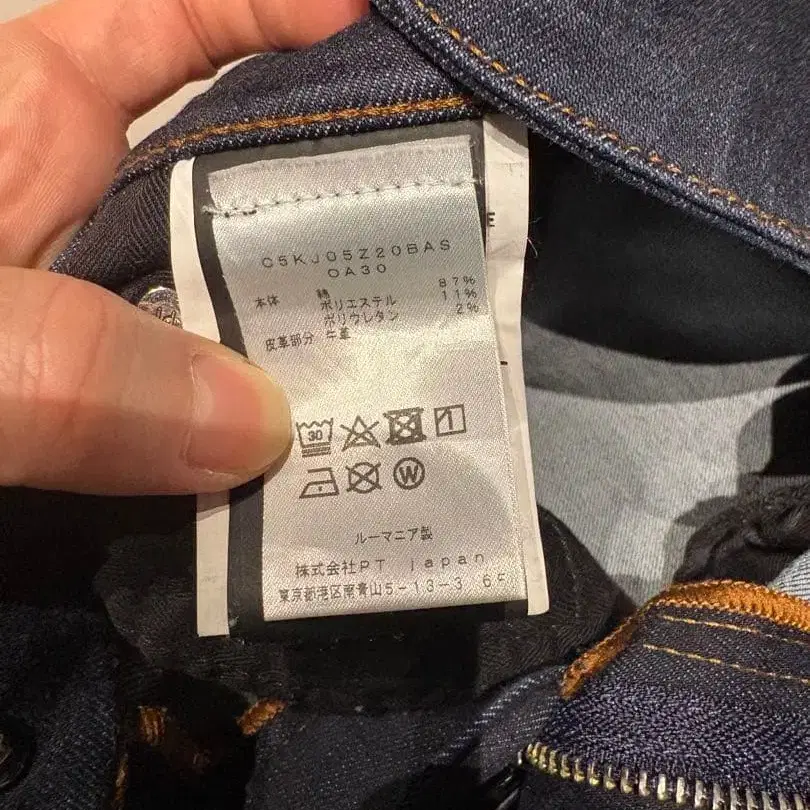 C5KJ05Z20BAS
0A30
本体 綿 87%
ポリエステル 11%
ポリウレタン 2%
皮革部分 牛革
30
W
ルーマニア製
株式会社PT japan
東京都港区南青山5-13-3 6F
E